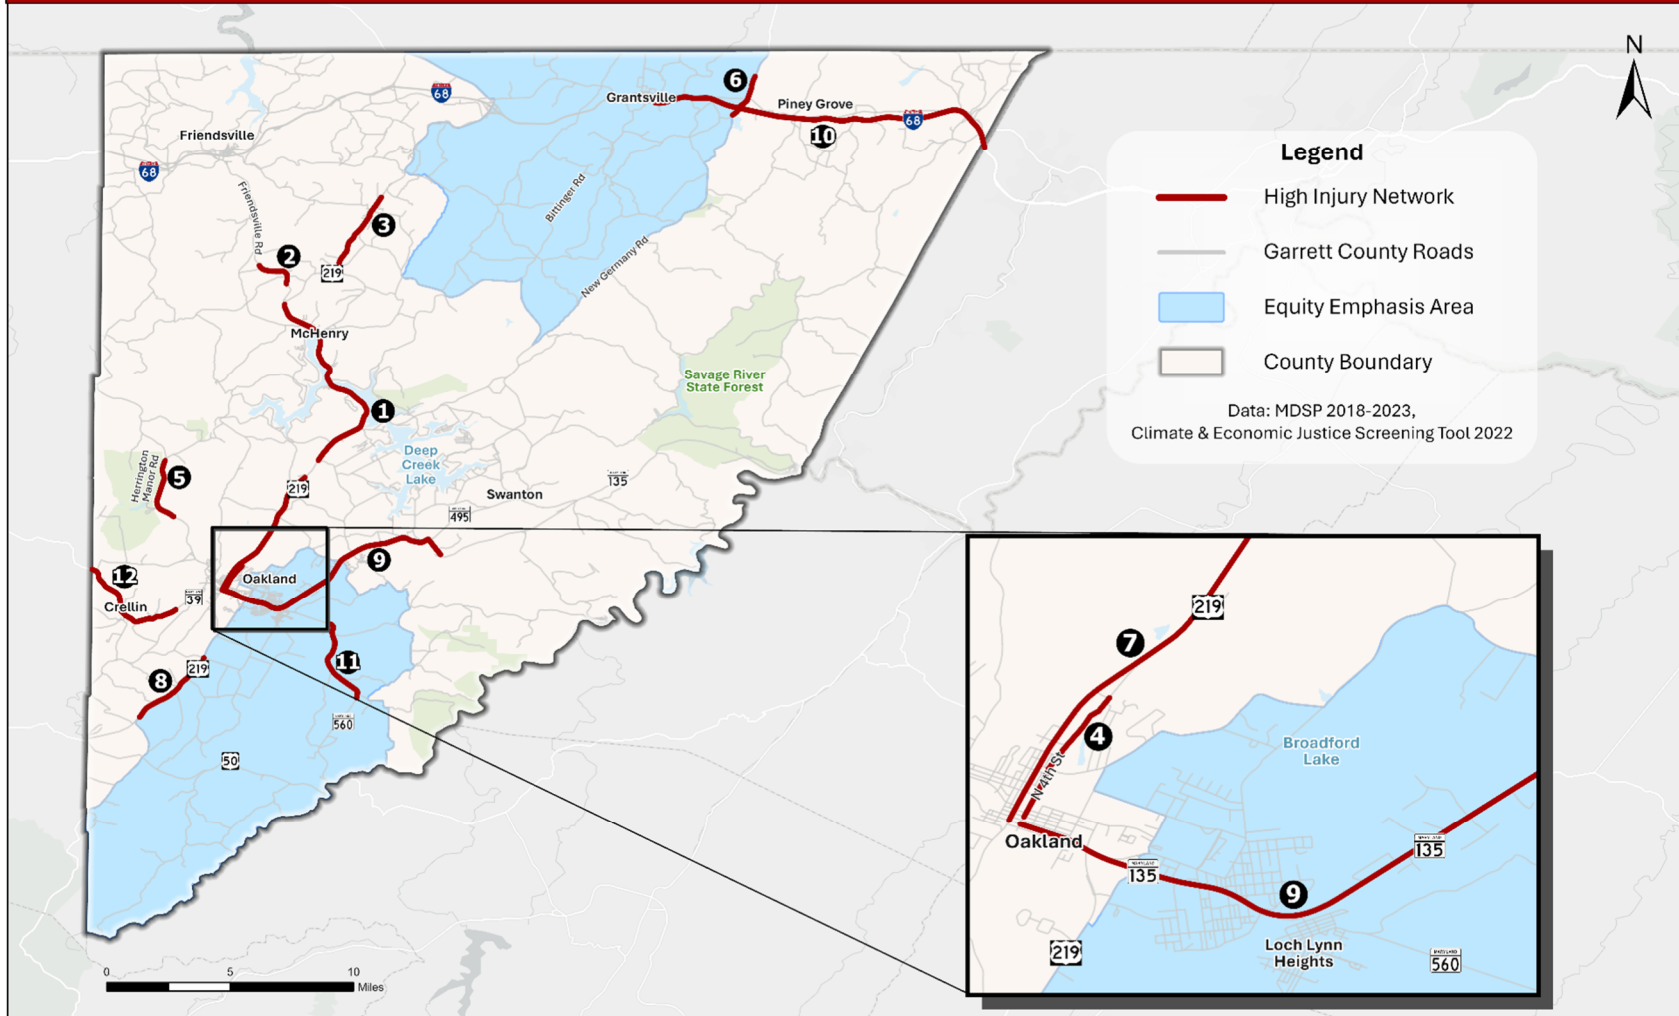 N
68
6
Grantsville
Piney Grove
68
10
Friendsville
68
Friendsville Rd
3
2
219
Bittinger Rd
New Germany Rd
McHenry
1
Savage River
State Forest
Deep
Creek
Lake
Herrington
Manor Rd
5
219
Swanton
135
495
9
12
Crellin
39
Oakland
11
8
219
560
50
0 5 10
Miles
Legend
High Injury Network
Garrett County Roads
Equity Emphasis Area
County Boundary
Data: MDSP 2018-2023,
Climate & Economic Justice Screening Tool 2022
219
7
4
N 4th St
Broadford
Lake
Oakland
MARYLAND
135
MARYLAND
135
9
Loch Lynn
Heights
219
MARYLAND
560